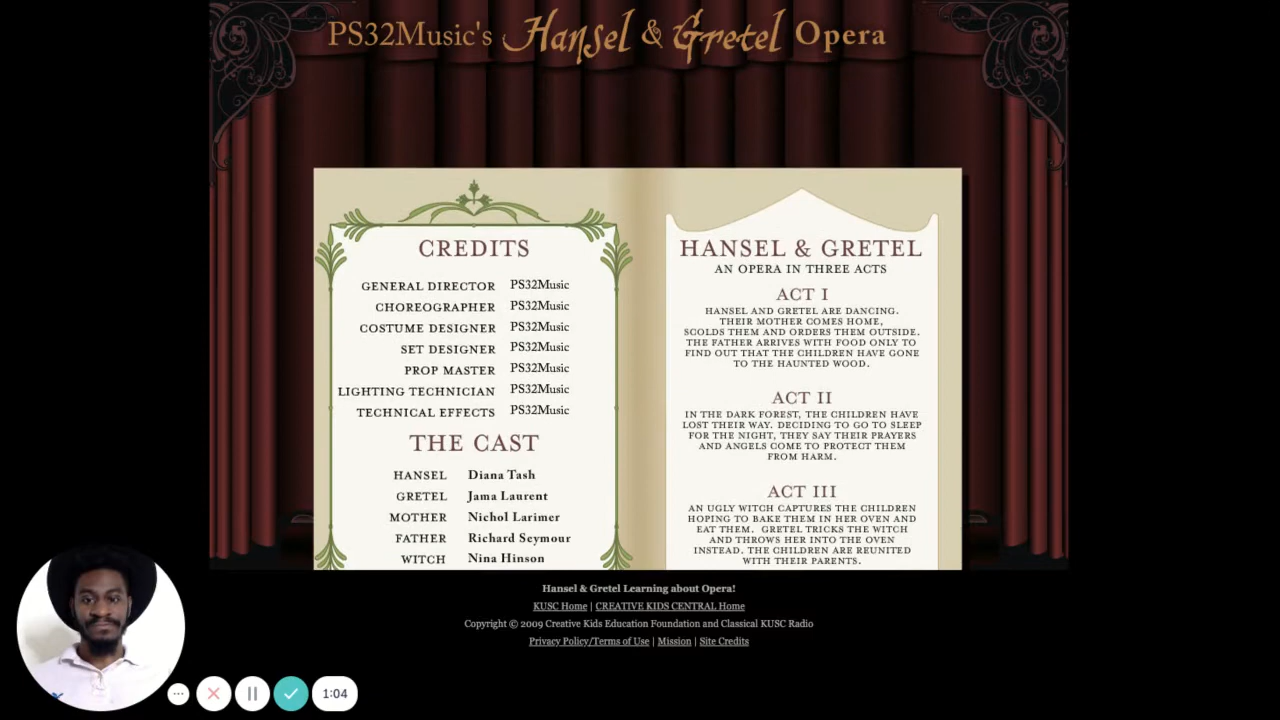 PS32Music's Hansel & Gretel Opera
CREDITS
GENERAL DIRECTOR PS32Music
CHOREOGRAPHER PS32Music
COSTUME DESIGNER PS32Music
SET DESIGNER PS32Music
PROP MASTER PS32Music
LIGHTING TECHNICIAN PS32Music
TECHNICAL EFFECTS PS32Music
THE CAST
HANSEL Diana Tash
GRETEL Jama Laurent
MOTHER Nichol Larimer
FATHER Richard Seymour
WITCH Nina Hinson
HANSEL & GRETEL
AN OPERA IN THREE ACTS
ACT I
HANSEL AND GRETEL ARE DANCING.
THEIR MOTHER COMES HOME,
SCOLDS THEM AND ORDERS THEM OUTSIDE.
THE FATHER ARRIVES WITH FOOD ONLY TO
FIND OUT THAT THE CHILDREN HAVE GONE
TO THE HAUNTED WOOD.
ACT II
IN THE DARK FOREST, THE CHILDREN HAVE
LOST THEIR WAY. DECIDING TO GO TO SLEEP
FOR THE NIGHT, THEY SAY THEIR PRAYERS
AND ANGELS COME TO PROTECT THEM
FROM HARM.
ACT III
AN UGLY WITCH CAPTURES THE CHILDREN
HOPING TO BAKE THEM IN HER OVEN AND
EAT THEM. GRETEL TRICKS THE WITCH
AND THROWS HER INTO THE OVEN
INSTEAD. THE CHILDREN ARE REUNITED
WITH THEIR PARENTS.
Hansel & Gretel Learning about Opera!
KUSC Home | CREATIVE KIDS CENTRAL Home
Copyright © 2009 Creative Kids Education Foundation and Classical KUSC Radio
Privacy Policy/Terms of Use | Mission | Site Credits
1:04